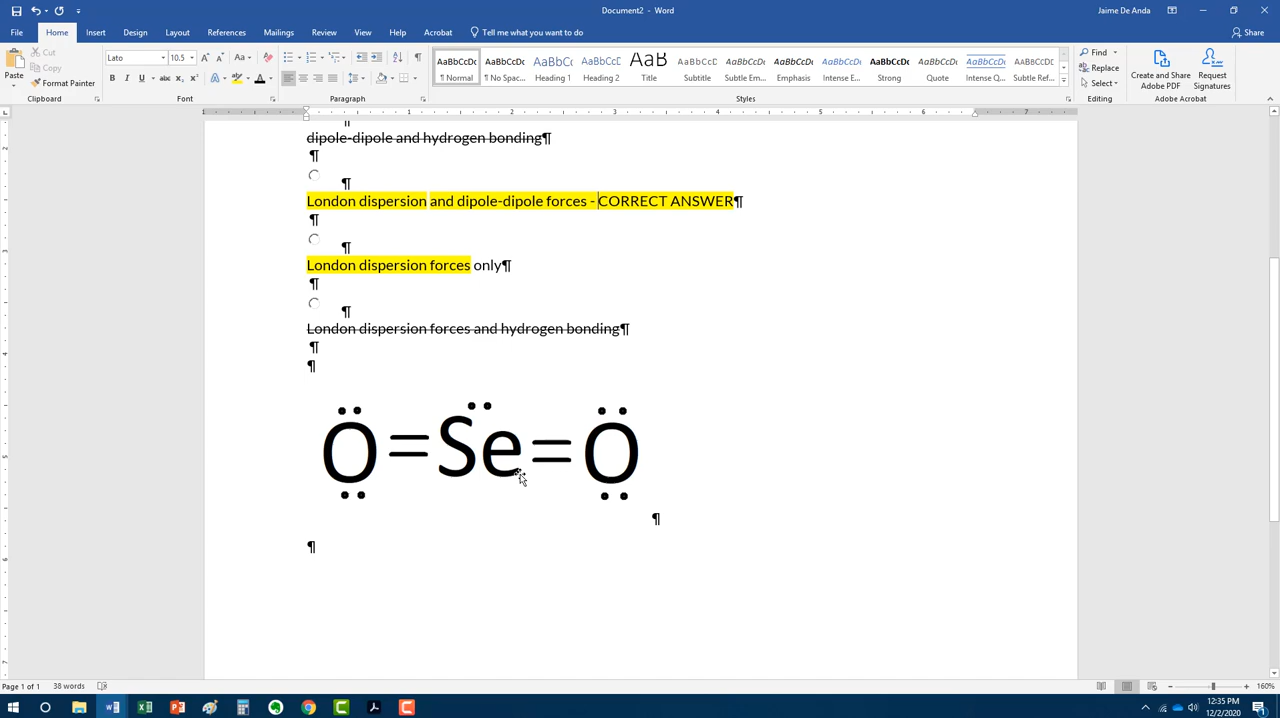 Document2 - Word
Jaime De Anda
File Home Insert Draw Design Layout References Mailings Review View Help Acrobat Tell me what you want to do
Share
Paste
Cut
Copy
Format Painter
Clipboard
Lato 10.5
Font
Paragraph
AaBbCcDc AaBbCcDc AaBbCc AaBbCcC AaB AaBbCcD AaBbCcDc AaBbCcDc AaBbCcDc AaBbCcDc AaBbCcDc AaBbCcDc AaBbCcDc
¶ Normal ¶ No Spac... Heading 1 Heading 2 Title Subtitle Subtle Em... Emphasis Intense E... Strong Quote Intense Q... Subtle Ref...
Styles
Find
Replace
Select
Editing
Create and Share Adobe PDF
Request Signatures
Adobe Acrobat
dipole-dipole and hydrogen bonding¶
¶
¶
London dispersion and dipole-dipole forces - CORRECT ANSWER¶
¶
¶
London dispersion forces only¶
¶
¶
London dispersion forces and hydrogen bonding¶
¶
¶
O=Se=O
¶
¶
Page 1 of 1 38 words
160%
12:35 PM
12/2/2020